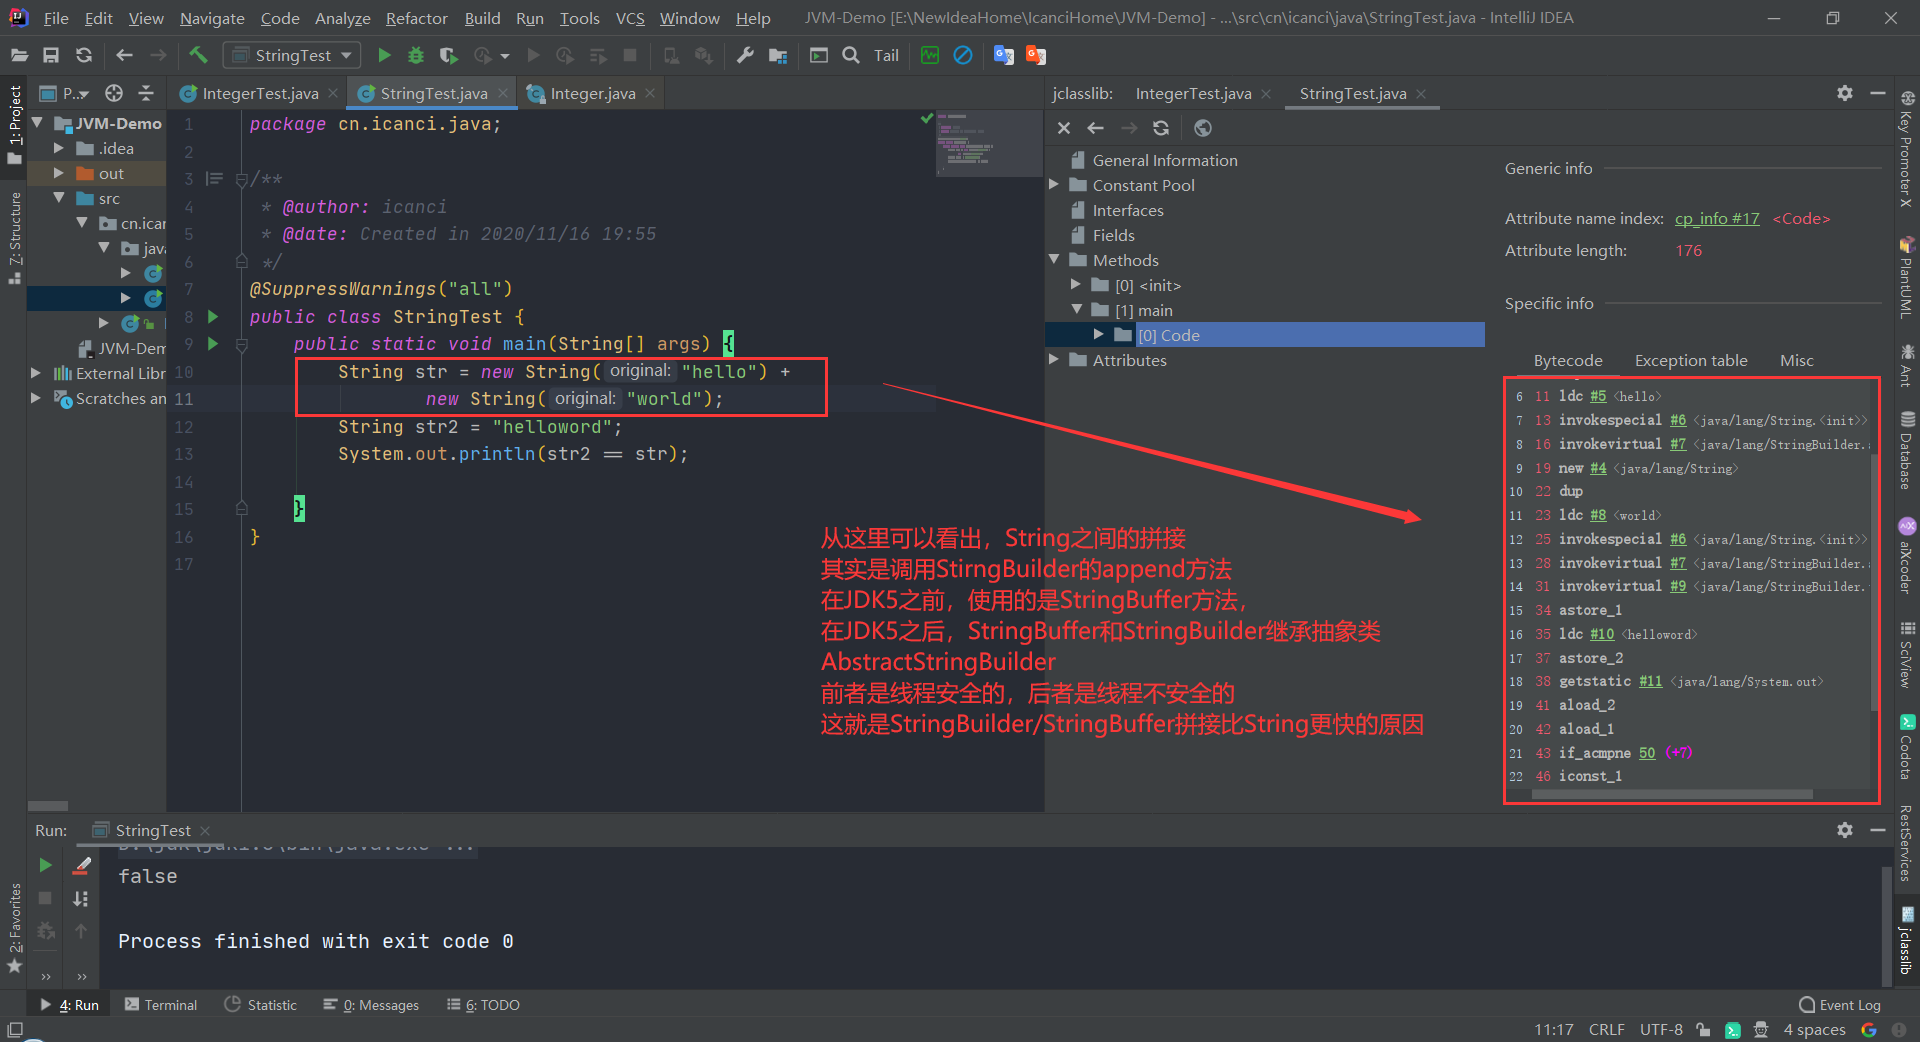 File Edit View Navigate Code Analyze Refactor Build Run Tools VCS Window Help JVM-Demo [E:\NewIdeaHome\IcanciHome\JVM-Demo] - ...\src\cn\icanci\java\StringTest.java - IntelliJ IDEA
StringTest
Tail
1: Project
P...
JVM-Demo
.idea
out
src
cn.icar
java
JVM-Dem
External Libr
Scratches an
7: Structure
2: Favorites
IntegerTest.java
StringTest.java
Integer.java
1 package cn.icanci.java;
2
3 /**
4 * @author: icanci
5 * @date: Created in 2020/11/16 19:55
6 */
7 @SuppressWarnings("all")
8 public class StringTest {
9 public static void main(String[] args) {
10 String str = new String( original: "hello") +
11 new String( original: "world");
12 String str2 = "helloword";
13 System.out.println(str2 == str);
14
15 }
16 }
17
从这里可以看出，String之间的拼接
其实是调用StirngBuilder的append方法
在JDK5之前，使用的是StringBuffer方法，
在JDK5之后，StringBuffer和StringBuilder继承抽象类
AbstractStringBuilder
前者是线程安全的，后者是线程不安全的
这就是StringBuilder/StringBuffer拼接比String更快的原因
jclasslib: IntegerTest.java StringTest.java
General Information
Constant Pool
Interfaces
Fields
Methods
[0] <init>
[1] main
[0] Code
Attributes
Generic info
Attribute name index: cp_info #17 <Code>
Attribute length: 176
Specific info
Bytecode Exception table Misc
6 11 ldc #5 <hello>
7 13 invokespecial #6 <java/lang/String.<init>>
8 16 invokevirtual #7 <java/lang/StringBuilder.
9 19 new #4 <java/lang/String>
10 22 dup
11 23 ldc #8 <world>
12 25 invokespecial #6 <java/lang/String.<init>>
13 28 invokevirtual #7 <java/lang/StringBuilder.
14 31 invokevirtual #9 <java/lang/StringBuilder.
15 34 astore_1
16 35 ldc #10 <helloword>
17 37 astore_2
18 38 getstatic #11 <java/lang/System.out>
19 41 aload_2
20 42 aload_1
21 43 if_acmpne 50 (+7)
22 46 iconst_1
Key Promoter X
PlantUML
Ant
Database
aiXcoder
SciView
Codota
RestServices
jclasslib
Run: StringTest
D:\jdk\jdk1.8\bin\java.exe ...
false
Process finished with exit code 0
4: Run Terminal Statistic 0: Messages 6: TODO Event Log
11:17 CRLF UTF-8 4 spaces